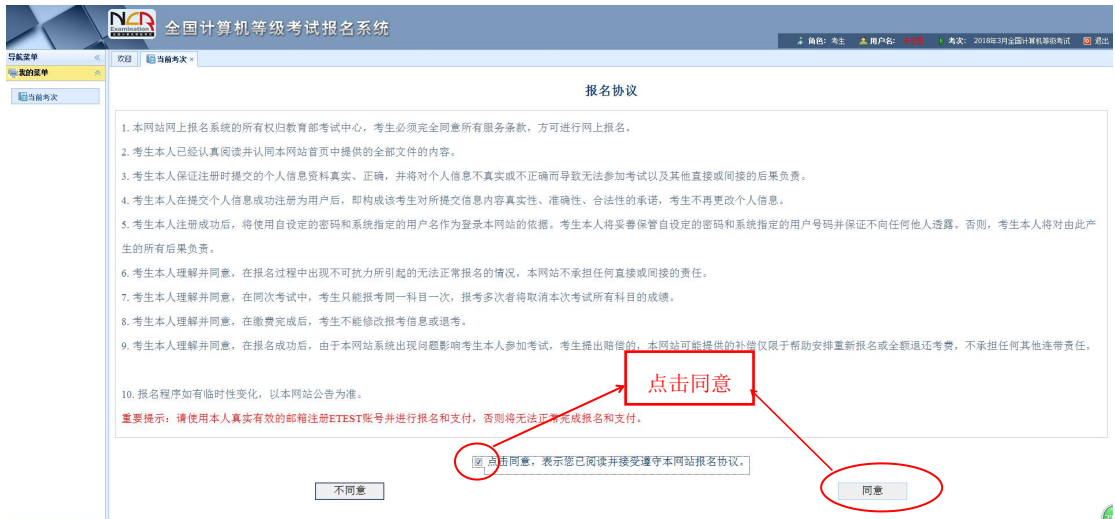 NCR
Examination
全国计算机等级考试报名系统
角色: 考生 用户名: 考次: 2018年3月全国计算机等级考试 退出
导航菜单
欢迎 当前考次 ×
我的菜单
当前考次
报名协议
1. 本网站网上报名系统的所有权归教育部考试中心，考生必须完全同意所有服务条款，方可进行网上报名。
2. 考生本人已经认真阅读并认同本网站首页中提供的全部文件的内容。
3. 考生本人保证注册时提交的个人信息资料真实、正确，并将对个人信息不真实或不正确而导致无法参加考试以及其他直接或间接的后果负责。
4. 考生本人在提交个人信息成功注册为用户后，即构成该考生对所提交信息内容真实性、准确性、合法性的承诺，考生不再更改个人信息。
5. 考生本人注册成功后，将使用自设定的密码和系统指定的用户名作为登录本网站的依据。考生本人将妥善保管自设定的密码和系统指定的用户号码并保证不向任何他人透露。否则，考生本人将对由此产
生的所有后果负责。
6. 考生本人理解并同意，在报名过程中出现不可抗力所引起的无法正常报名的情况，本网站不承担任何直接或间接的责任。
7. 考生本人理解并同意，在同次考试中，考生只能报考同一科目一次，报考多次者将取消本次考试所有科目的成绩。
8. 考生本人理解并同意，在缴费完成后，考生不能修改报考信息或退考。
9. 考生本人理解并同意，在报名成功后，由于本网站系统出现问题影响考生本人参加考试，考生提出赔偿的，本网站可能提供的补偿仅限于帮助安排重新报名或全额退还考费，不承担任何其他连带责任。
点击同意
10. 报名程序如有临时性变化，以本网站公告为准。
重要提示：请使用本人真实有效的邮箱注册ETEST账号并进行报名和支付，否则将无法正常完成报名和支付。
点击同意，表示您已阅读并接受遵守本网站报名协议。
不同意 同意